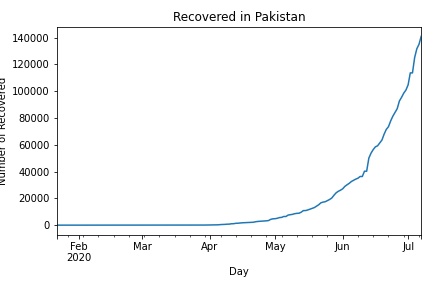 Recovered in Pakistan
140000
120000
100000
80000
60000
40000
20000
0
Number of Recovered
Feb
2020
Mar
Apr
May
Jun
Jul
Day